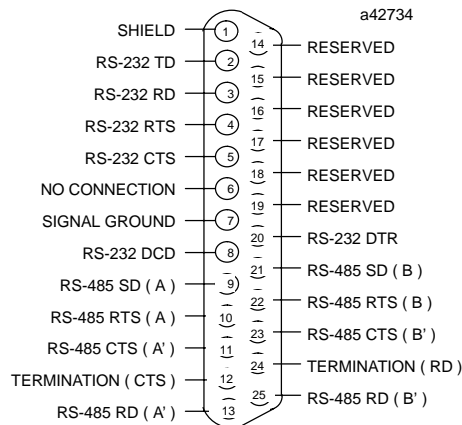 a42734
SHIELD 1
14 RESERVED
RS-232 TD 2
15 RESERVED
RS-232 RD 3
16 RESERVED
RS-232 RTS 4
17 RESERVED
RS-232 CTS 5
18 RESERVED
NO CONNECTION 6
19 RESERVED
SIGNAL GROUND 7
20 RS-232 DTR
RS-232 DCD 8
21 RS-485 SD ( B )
RS-485 SD ( A ) 9
22 RS-485 RTS ( B )
RS-485 RTS ( A ) 10
23 RS-485 CTS ( B' )
RS-485 CTS ( A' ) 11
24 TERMINATION ( RD )
TERMINATION ( CTS ) 12
25 RS-485 RD ( B' )
RS-485 RD ( A' ) 13